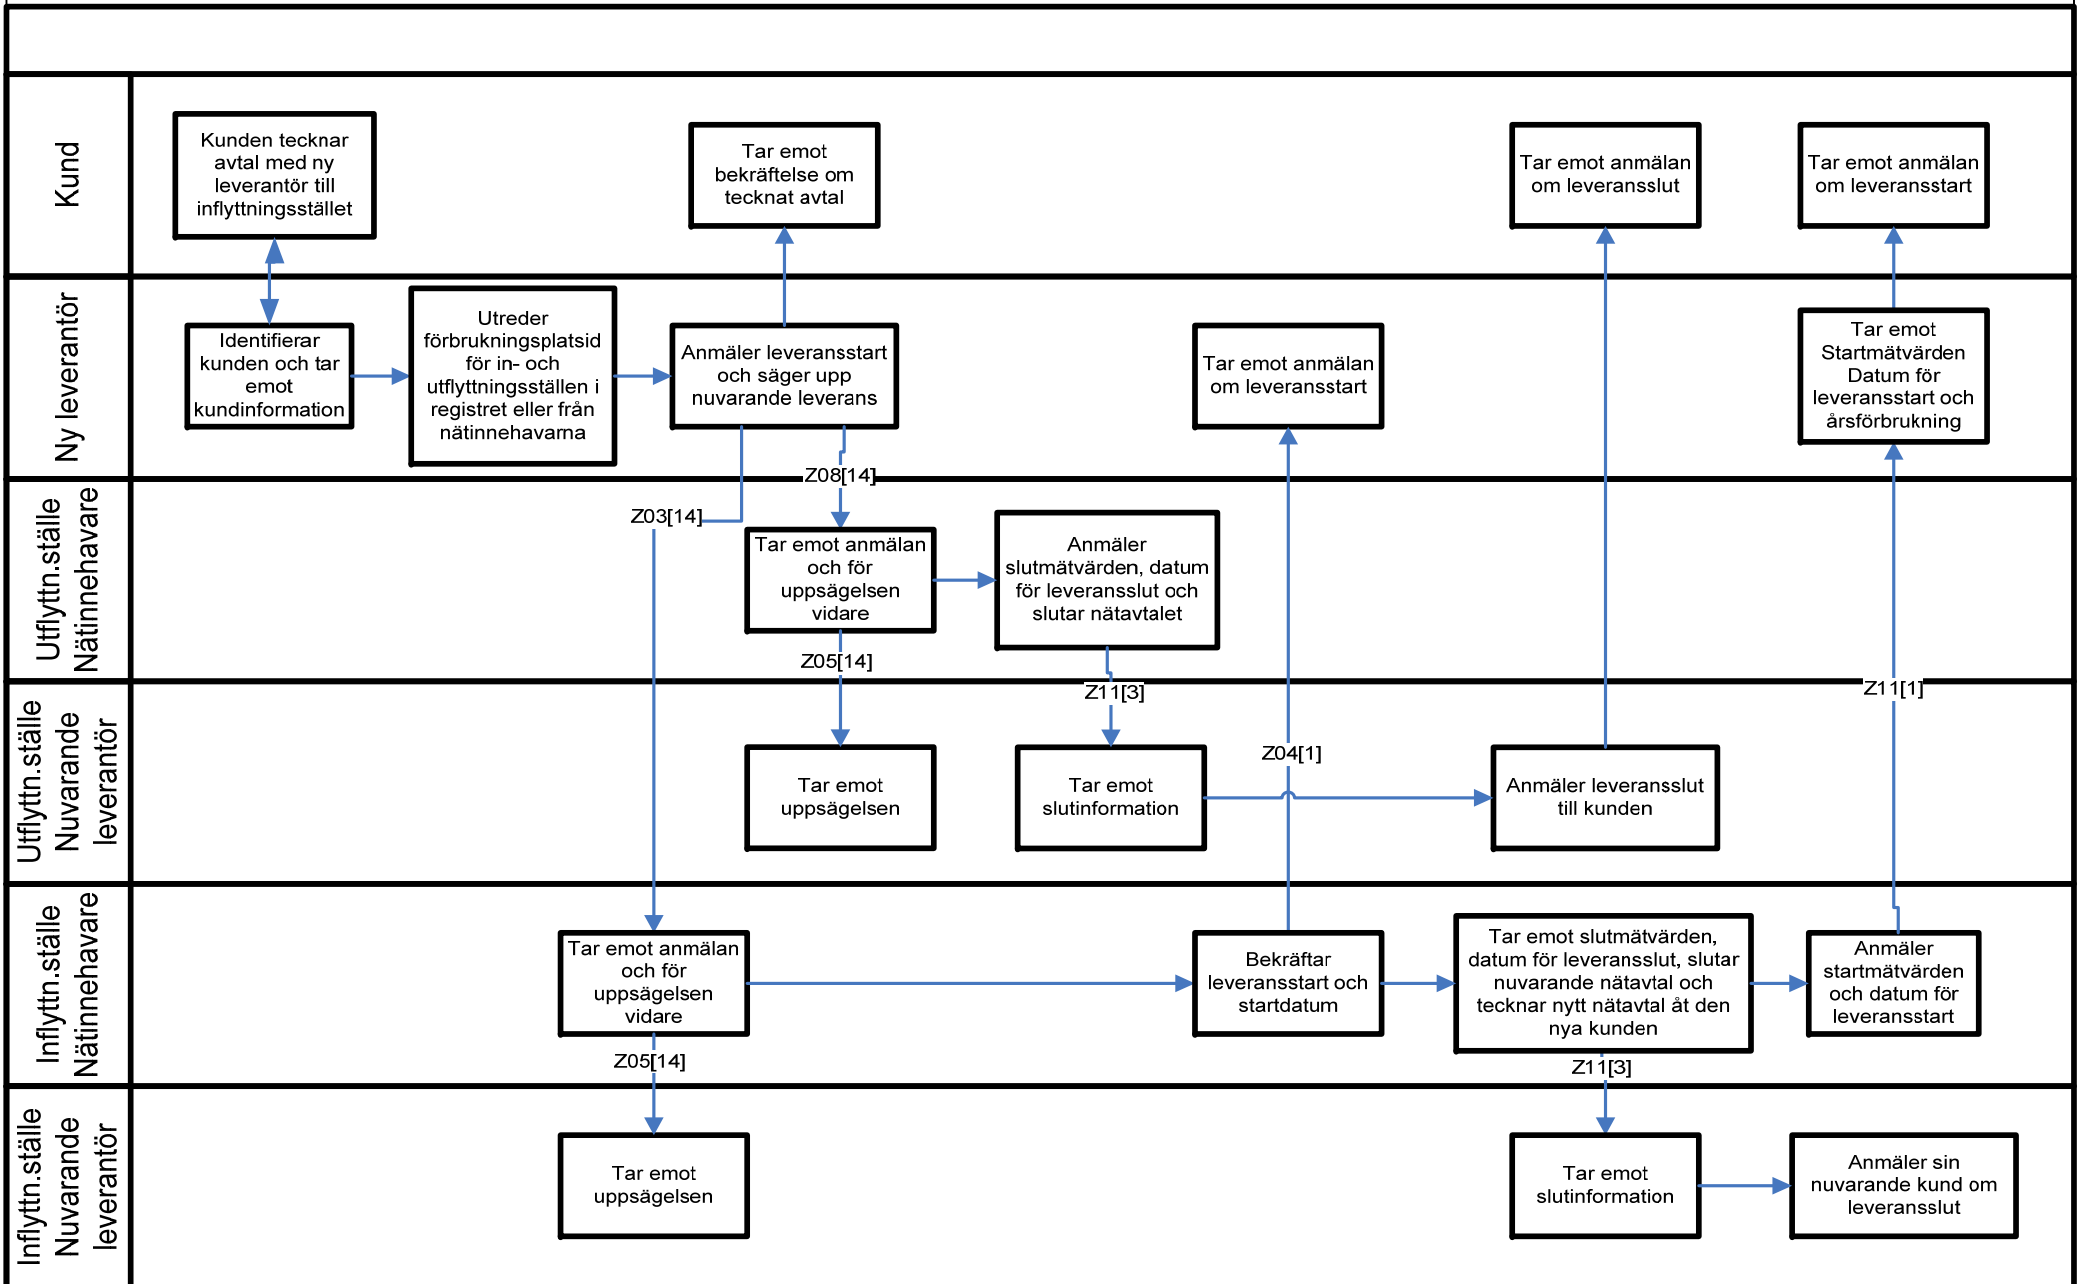 Kund
Kunden tecknar
avtal med ny
leverantör till
inflyttningsstället
Tar emot
bekräftelse om
tecknat avtal
Tar emot anmälan
om leveransslut
Tar emot anmälan
om leveransstart
Ny leverantör
Identifierar
kunden och tar
emot
kundinformation
Utreder
förbrukningsplatsid
för in- och
utflyttningsställen i
registret eller från
nätinnehavarna
Anmäler leveransstart
och säger upp
nuvarande leverans
Tar emot anmälan
om leveransstart
Tar emot
Startmätvärden
Datum för
leveransstart och
årsförbrukning
Z08[14]
Utflyttn.ställe
Nätinnehavare
Z03[14]
Tar emot anmälan
och för
uppsägelsen
vidare
Anmäler
slutmätvärden, datum
för leveransslut och
slutar nätavtalet
Z05[14]
Z11[3]
Z11[1]
Utflyttn.ställe
Nuvarande
leverantör
Tar emot
uppsägelsen
Tar emot
slutinformation
Z04[1]
Anmäler leveransslut
till kunden
Inflyttn.ställe
Nätinnehavare
Tar emot anmälan
och för
uppsägelsen
vidare
Bekräftar
leveransstart och
startdatum
Tar emot slutmätvärden,
datum för leveransslut, slutar
nuvarande nätavtal och
tecknar nytt nätavtal åt den
nya kunden
Anmäler
startmätvärden
och datum för
leveransstart
Z05[14]
Z11[3]
Inflyttn.ställe
Nuvarande
leverantör
Tar emot
uppsägelsen
Tar emot
slutinformation
Anmäler sin
nuvarande kund om
leveransslut